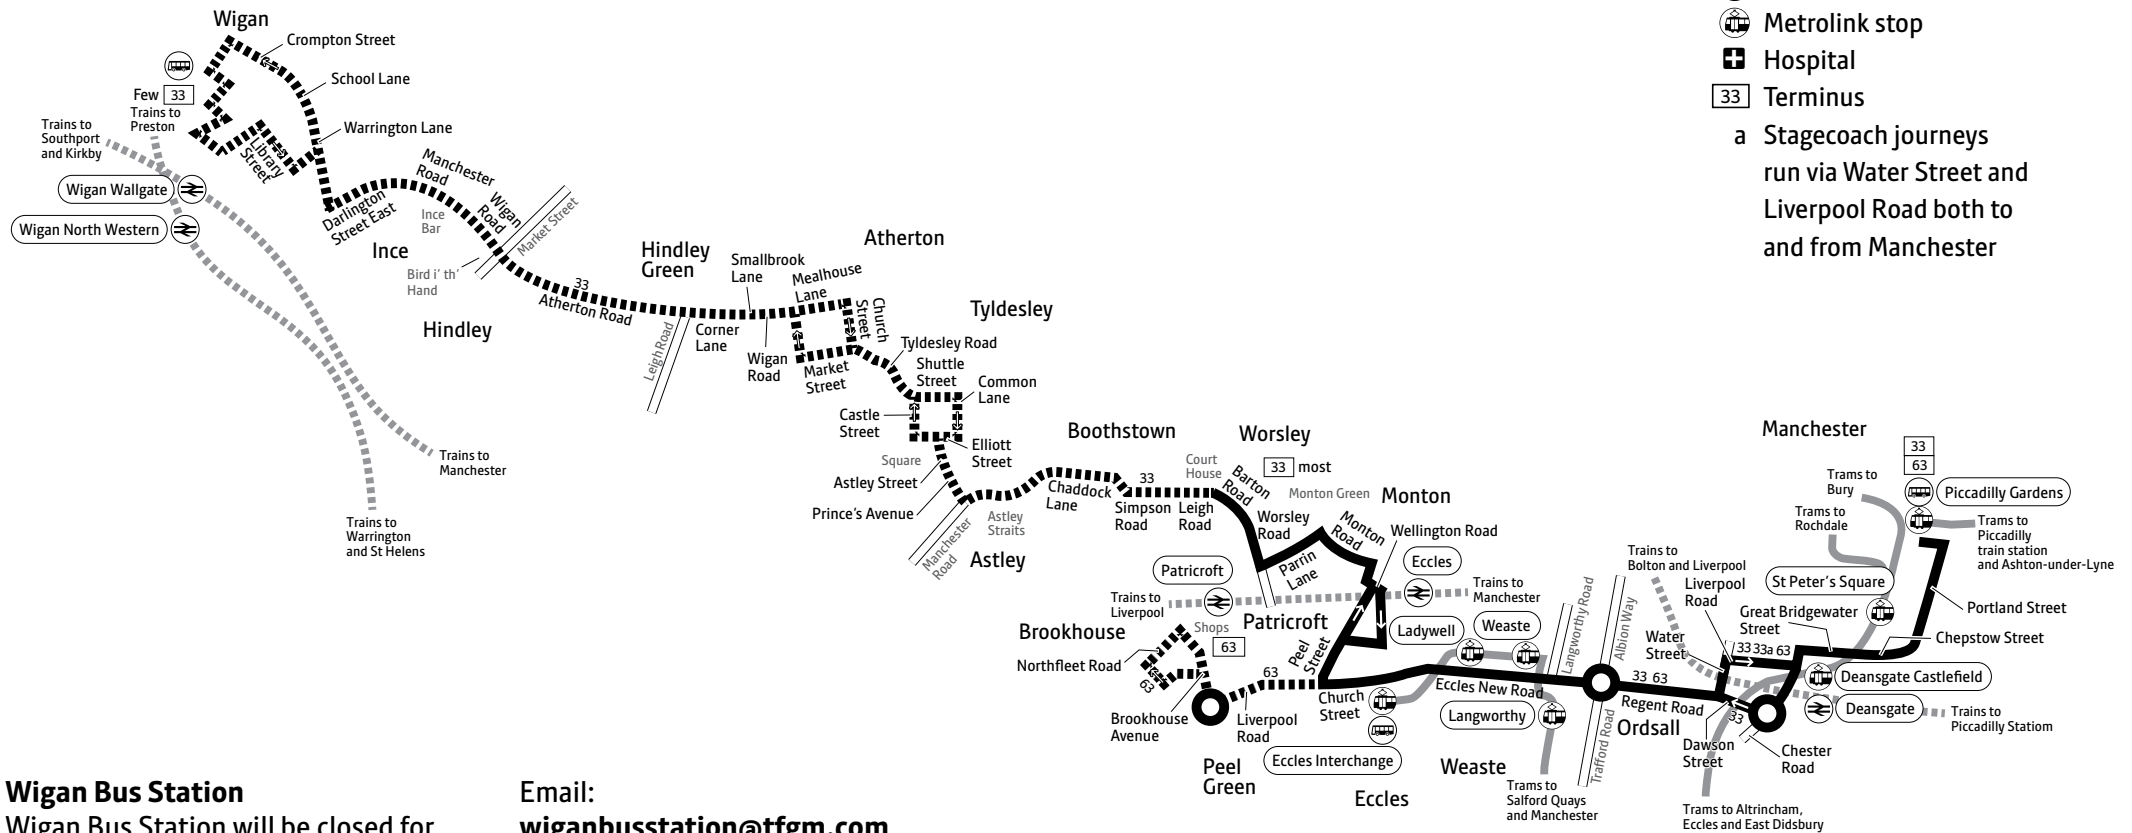 Wigan
Crompton Street
School Lane
Few 33
Trains to
Preston
Trains to
Southport
and Kirkby
Warrington Lane
Library
Street
Wigan Wallgate
Wigan North Western
Manchester
Road
Wigan
Road
Darlington
Street East
Ince
Bar
Market Street
Ince
Bird i' th'
Hand
Hindley
33
Atherton Road
Hindley
Green
Leigh Road
Corner
Lane
Smallbrook
Lane
Wigan
Road
Mealhouse
Lane
Atherton
Church
Street
Market
Street
Tyldesley
Tyldesley Road
Shuttle
Street
Common
Lane
Castle
Street
Elliott
Street
Square
Astley Street
Prince's Avenue
Manchester
Road
Astley
Straits
Astley
Trains to
Manchester
Trains to
Warrington
and St Helens
Boothstown
Chaddock
Lane
33
Simpson
Road
Leigh
Road
Court
House
Worsley
33 most
Barton
Road
Monton Green
Monton
Worsley
Road
Monton
Road
Parrin
Lane
Wellington Road
Patricroft
Eccles
Trains to
Liverpool
Trains to
Manchester
Patricroft
Shops
63
Brookhouse
Northfleet Road
63
Brookhouse
Avenue
63
Liverpool
Road
Peel
Green
Peel
Street
Church
Street
Eccles Interchange
Eccles
Ladywell
Weaste
Eccles New Road
Langworthy
Weaste
Trams to
Salford Quays
and Manchester
Langworthy Road
Albion Way
Trafford Road
Ordsall
33 63
Regent Road
Trains to
Bolton and Liverpool
Liverpool
Road
Water
Street
33 33a 63
33
Dawson
Street
Chester
Road
Trams to Altrincham,
Eccles and East Didsbury
Great Bridgewater
Street
St Peter's Square
Manchester
33
63
Piccadilly Gardens
Trams to
Bury
Trams to
Rochdale
Trams to
Piccadilly
train station
and Ashton-under-Lyne
Portland Street
Chepstow Street
Deansgate Castlefield
Deansgate
Trains to
Piccadilly Statiom
Metrolink stop
Hospital
33 Terminus
a Stagecoach journeys
run via Water Street and
Liverpool Road both to
and from Manchester
Wigan Bus Station
Wigan Bus Station will be closed for
Email:
wiganbusstation@tfgm.com